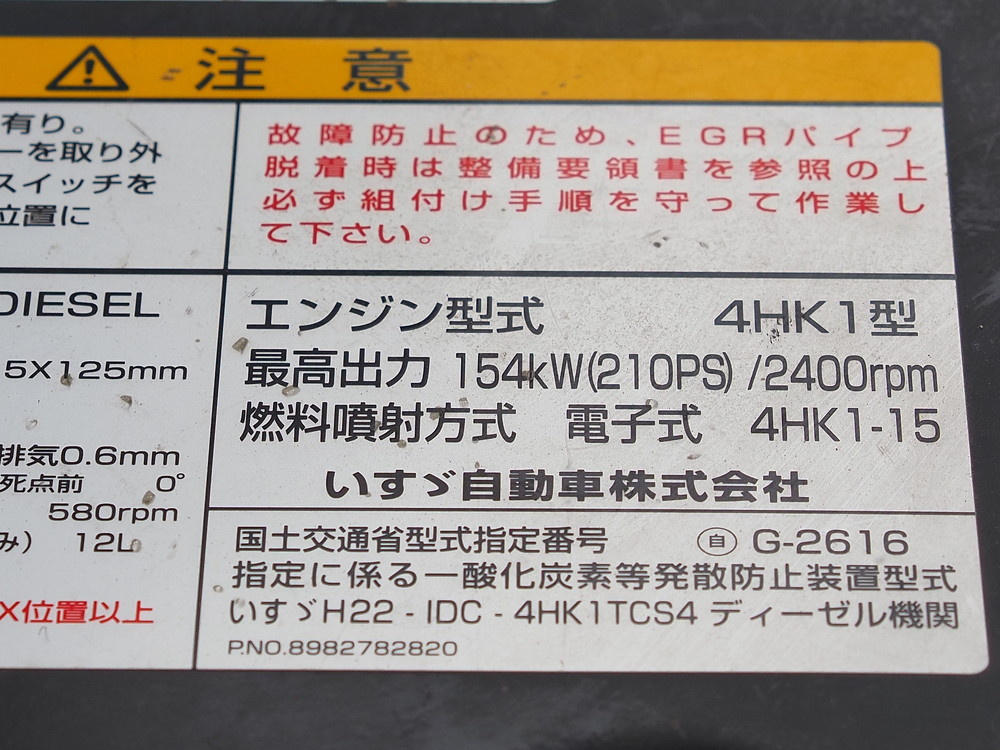 注意
有り。
ーを取り外
スイッチを
位置に
故障防止のため、EGRパイプ
脱着時は整備要領書を参照の上
必ず組付け手順を守って作業し
て下さい。
DIESEL
5X125mm
排気0.6mm
死点前 0°
580rpm
み） 12L
X位置以上
エンジン型式 4HK1型
最高出力 154kW(210PS) /2400rpm
燃料噴射方式 電子式 4HK1-15
いすゞ自動車株式会社
国土交通省型式指定番号 自 G-2616
指定に係る一酸化炭素等発散防止装置型式
いすゞH22 - IDC - 4HK1TCS4 ディーゼル機関
P.NO.8982782820